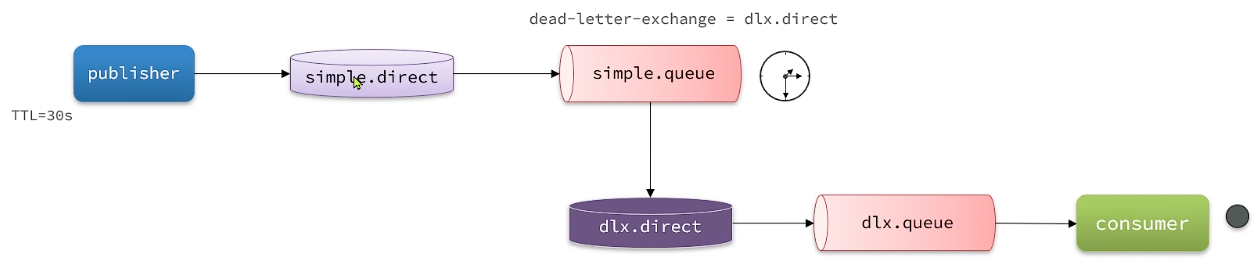 dead-letter-exchange = dlx.direct
publisher
simple.direct
simple.queue
TTL=30s
dlx.direct
dlx.queue
consumer